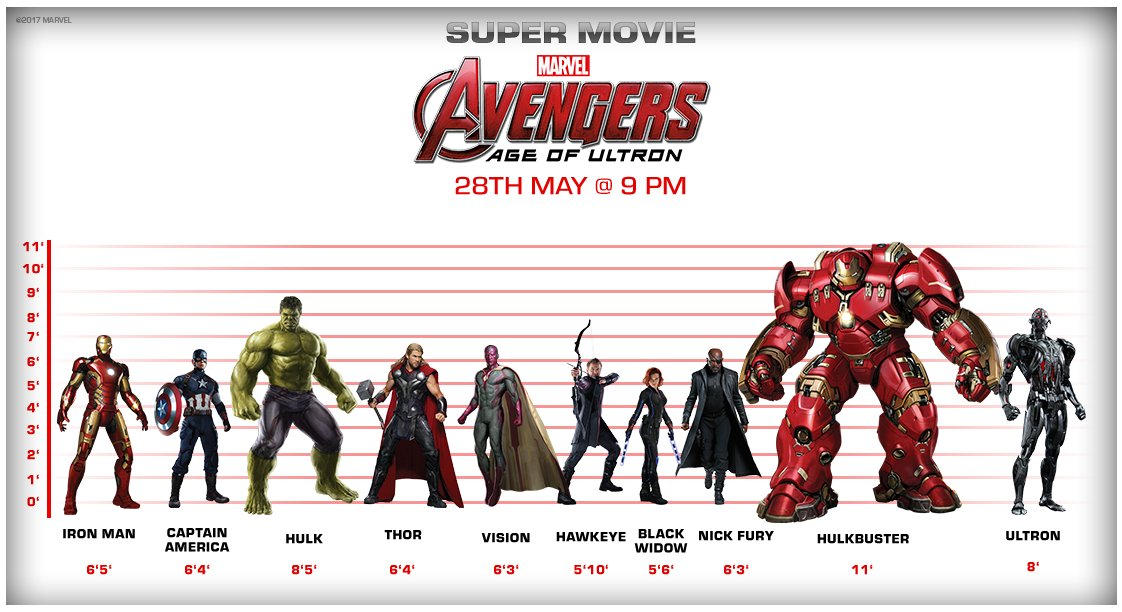 ©2017 MARVEL
SUPER MOVIE
MARVEL
AVENGERS
AGE OF ULTRON
28TH MAY @ 9 PM
11‘
10‘
9‘
8‘
7‘
6‘
5‘
4‘
3‘
2‘
1‘
0‘
IRON MAN
CAPTAIN
AMERICA
HULK
THOR
VISION
HAWKEYE
BLACK
WIDOW
NICK FURY
HULKBUSTER
ULTRON
6‘5‘ 6‘4‘ 8‘5‘ 6‘4‘ 6‘3‘ 5‘10‘ 5‘6‘ 6‘3‘ 11‘ 8‘